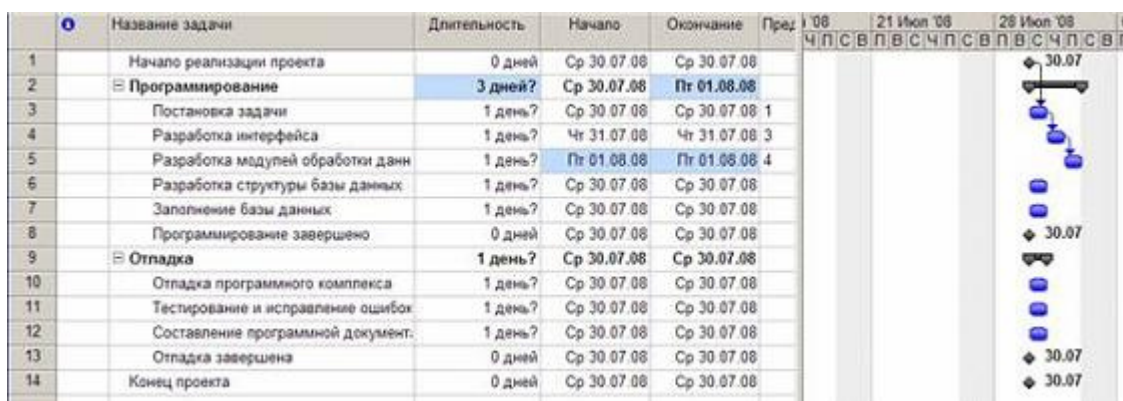 Название задачи Длительность Начало Окончание Пред '08 21 Июл '08 28 Июл '08
Ч П С В П В С Ч П С В П В С Ч П С В П
1 Начало реализации проекта 0 дней Ср 30.07.08 Ср 30.07.08 30.07
2 Программирование 3 дней? Ср 30.07.08 Пт 01.08.08
3 Постановка задачи 1 день? Ср 30.07.08 Ср 30.07.08 1
4 Разработка интерфейса 1 день? Чт 31.07.08 Чт 31.07.08 3
5 Разработка модулей обработки данн 1 день? Пт 01.08.08 Пт 01.08.08 4
6 Разработка структуры базы данных 1 день? Ср 30.07.08 Ср 30.07.08
7 Заполнение базы данных 1 день? Ср 30.07.08 Ср 30.07.08
8 Программирование завершено 0 дней Ср 30.07.08 Ср 30.07.08 30.07
9 Отладка 1 день? Ср 30.07.08 Ср 30.07.08
10 Отладка программного комплекса 1 день? Ср 30.07.08 Ср 30.07.08
11 Тестирование и исправление ошибок 1 день? Ср 30.07.08 Ср 30.07.08
12 Составление программной документ 1 день? Ср 30.07.08 Ср 30.07.08
13 Отладка завершена 0 дней Ср 30.07.08 Ср 30.07.08 30.07
14 Конец проекта 0 дней Ср 30.07.08 Ср 30.07.08 30.07